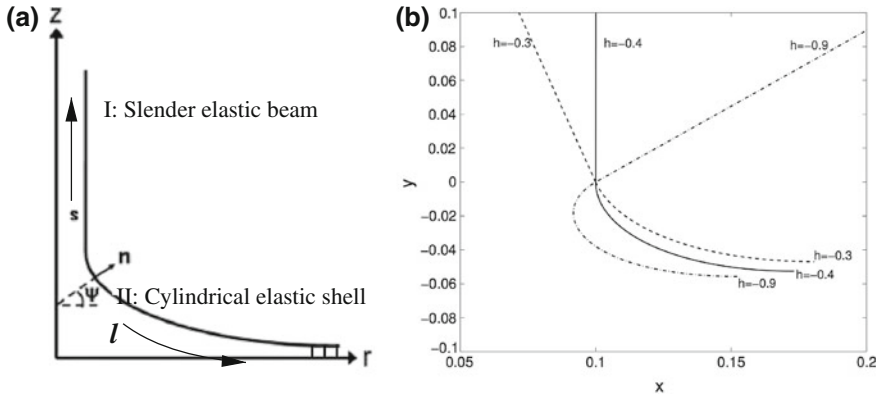 (a)
z
I: Slender elastic beam
s
n
Ψ
II: Cylindrical elastic shell
l
r
(b)
0.1
0.08
0.06
0.04
0.02
0
-0.02
-0.04
-0.06
-0.08
-0.1
y
h=-0.3
h=-0.4
h=-0.9
h=-0.3
h=-0.4
h=-0.9
0.05
0.1
0.15
0.2
x